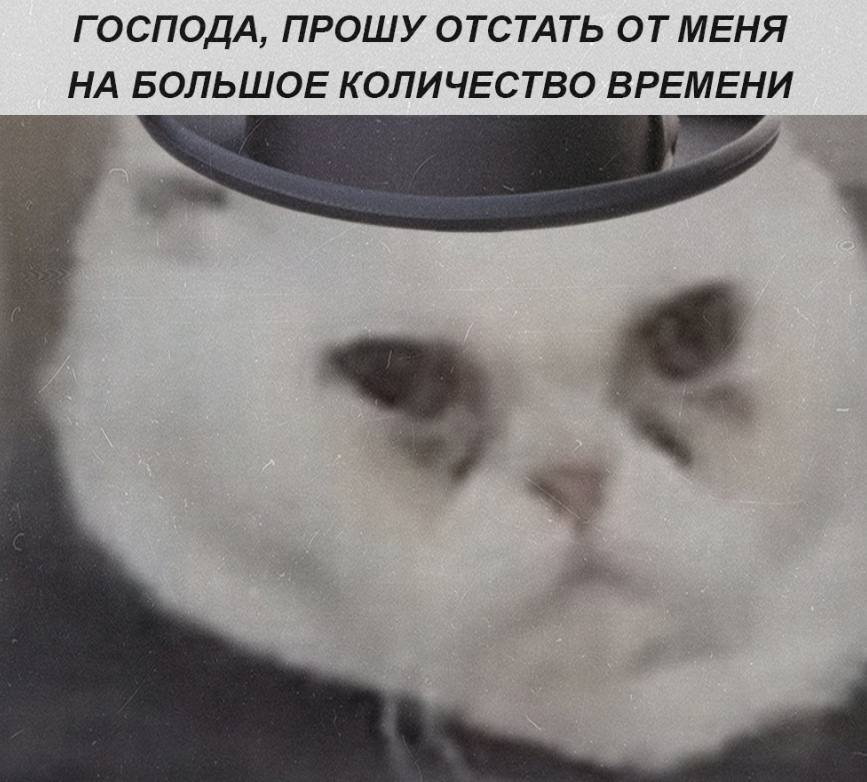 ГОСПОДА, ПРОШУ ОТСТАТЬ ОТ МЕНЯ
НА БОЛЬШОЕ КОЛИЧЕСТВО ВРЕМЕНИ